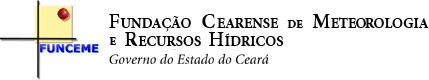 FUNCEME
Fundação Cearense de Meteorologia
e Recursos Hídricos
Governo do Estado do Ceará